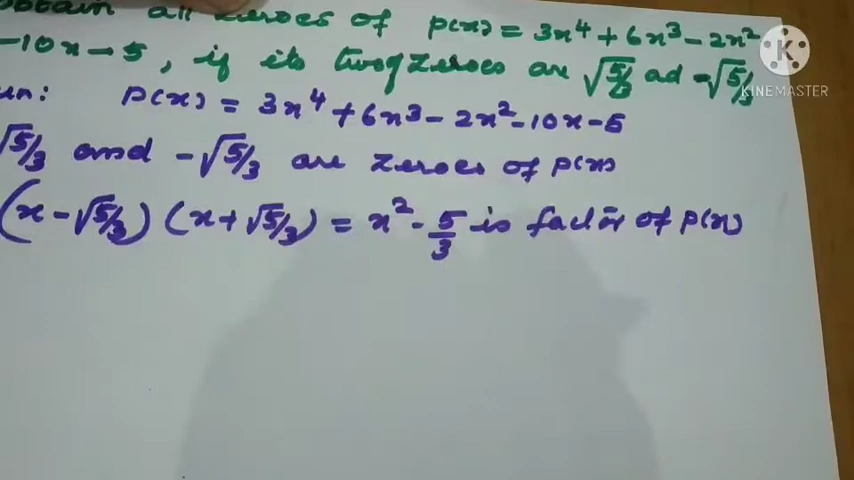 all zeroes of p(x) = 3x⁴ + 6x³ - 2x²
-10x - 5, if its two of zeroes are √5/3 ad -√5/3
p(x) = 3x⁴ + 6x³ - 2x² - 10x - 5
√5/3 and -√5/3 are zeroes of p(x)
(x - √5/3) (x + √5/3) = x² - 5/3 is factor of p(x)
KINEMASTER